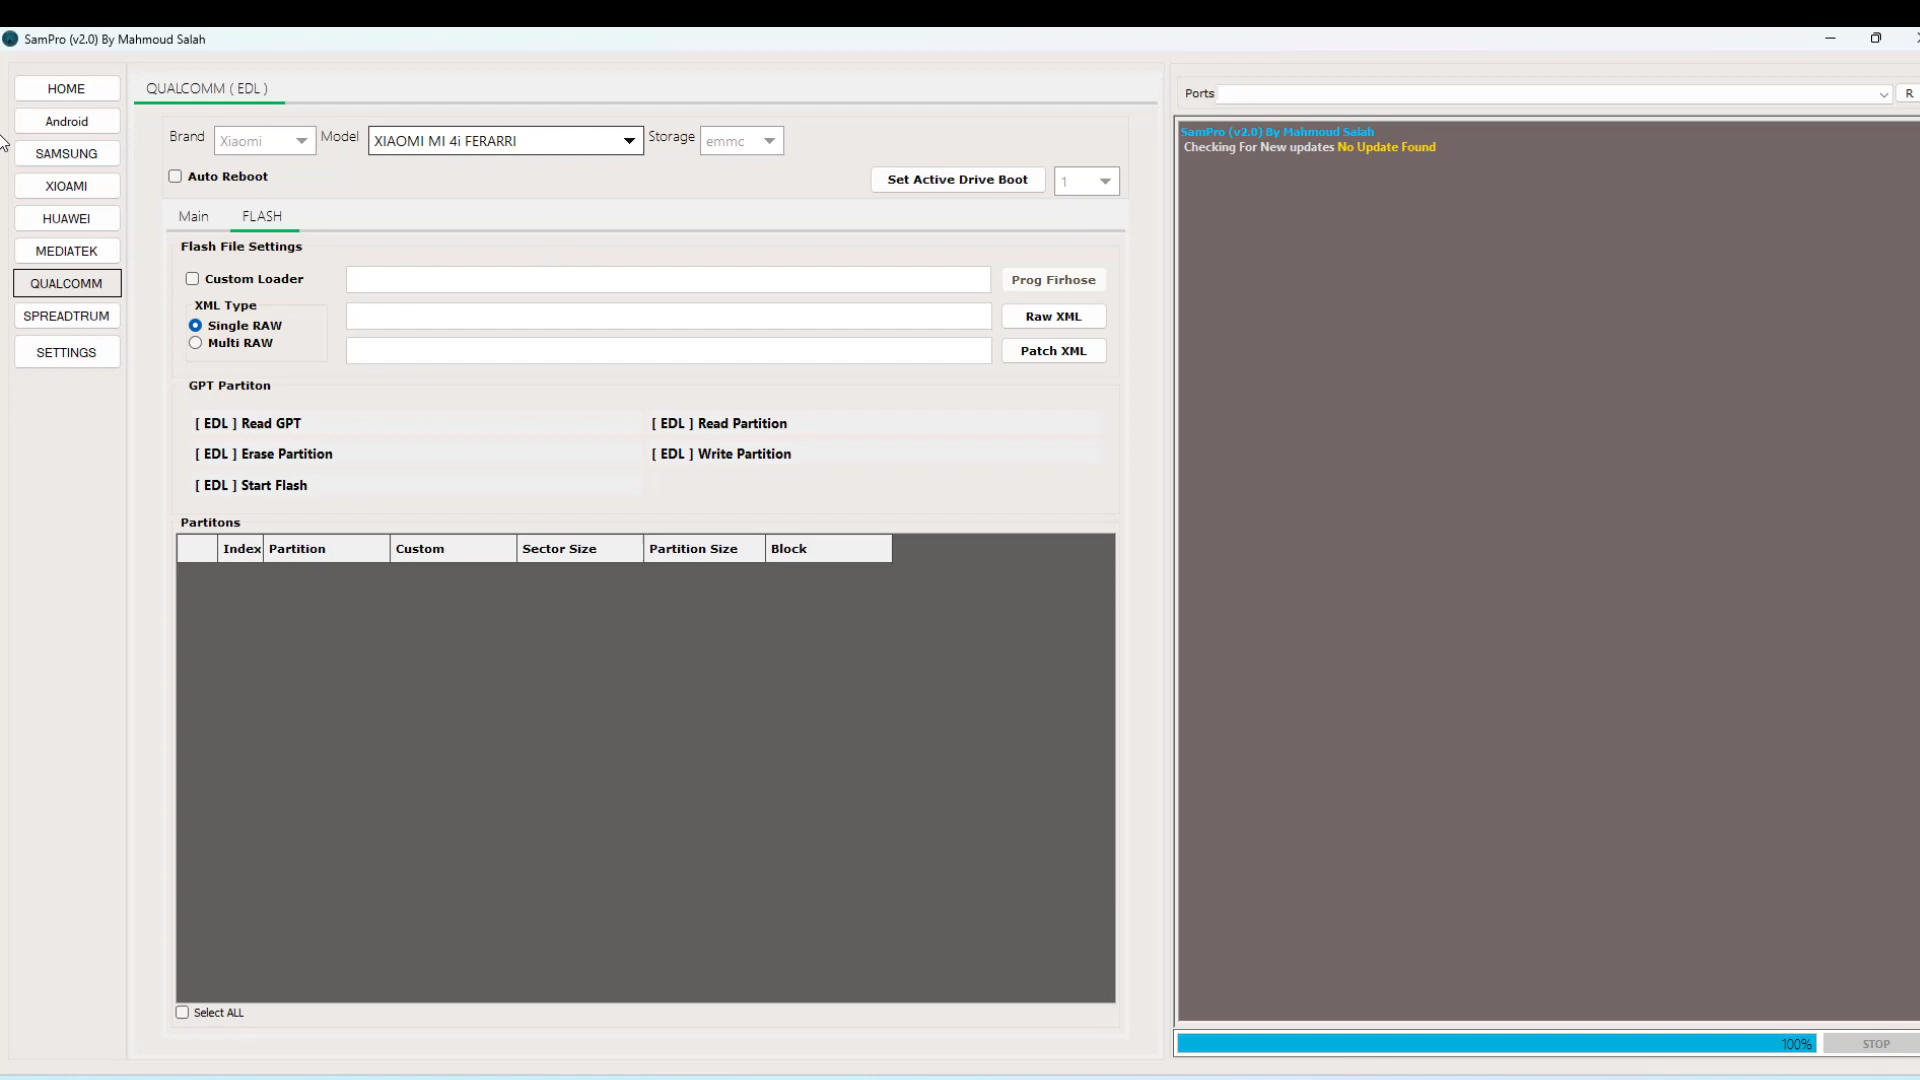 SamPro (v2.0) By Mahmoud Salah
HOME
Android
SAMSUNG
XIOAMI
HUAWEI
MEDIATEK
QUALCOMM
SPREADTRUM
SETTINGS
QUALCOMM ( EDL )
Brand Xiaomi Model XIAOMI MI 4i FERARRI Storage emmc
Auto Reboot
Set Active Drive Boot 1
Main FLASH
Flash File Settings
Custom Loader Prog Firhose
XML Type
Single RAW Raw XML
Multi RAW Patch XML
GPT Partiton
[ EDL ] Read GPT [ EDL ] Read Partition
[ EDL ] Erase Partition [ EDL ] Write Partition
[ EDL ] Start Flash
Partitons
Index Partition Custom Sector Size Partition Size Block
Select ALL
Ports R
SamPro (v2.0) By Mahmoud Salah
Checking For New updates No Update Found
100% STOP